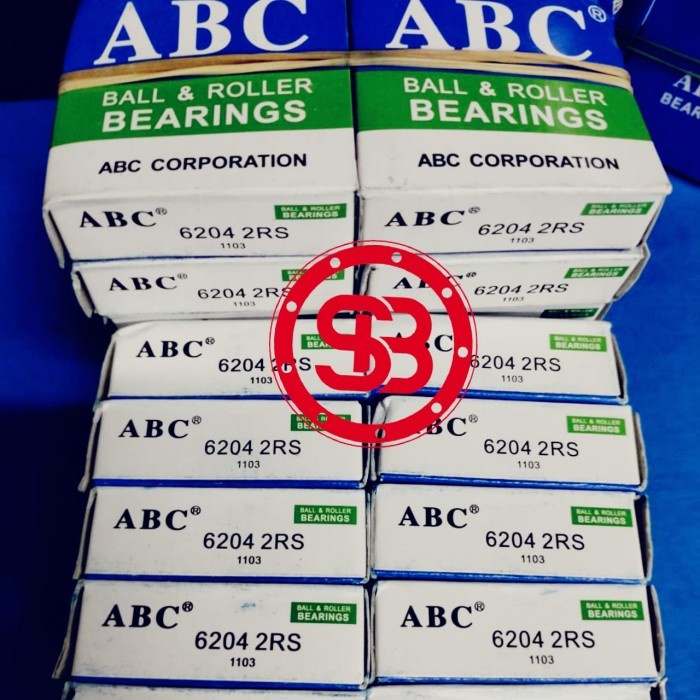 ABC
BALL & ROLLER
BEARINGS
ABC CORPORATION
ABC®
BALL & ROLLER
BEARINGS
ABC CORPORATION
ABC® BALL & ROLLER
BEARINGS
6204 2RS
1103
ABC® BALL & ROLLER
BEARINGS
6204 2RS
1103
ABC®
6204 2RS
1103
BALL & ROLLER
BEARINGS
6204 2RS
1103
ABC®
6204 2RS
1103
BALL & ROLLER
BEARINGS
6204 2RS
1103
ABC®
6204 2RS
1103
BALL & ROLLER
BEARINGS
6204 2RS
1103
ABC® BALL & ROLLER
BEARINGS
6204 2RS
1103
ABC® BALL & ROLLER
BEARINGS
6204 2RS
1103
ABC® BALL & ROLLER
BEARINGS
6204 2RS
1103
ABC® BALL & ROLLER
BEARINGS
6204 2RS
1103
SB